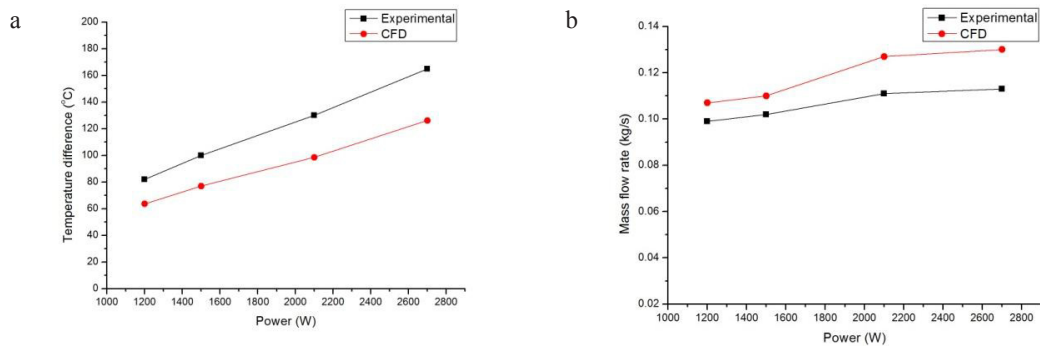 a
Experimental
CFD
200
180
160
140
120
100
80
60
40
20
0
Temperature difference (°C)
1000 1200 1400 1600 1800 2000 2200 2400 2600 2800
Power (W)
b
Experimental
CFD
0.14
0.12
0.10
0.08
0.06
0.04
0.02
Mass flow rate (kg/s)
1000 1200 1400 1600 1800 2000 2200 2400 2600 2800
Power (W)